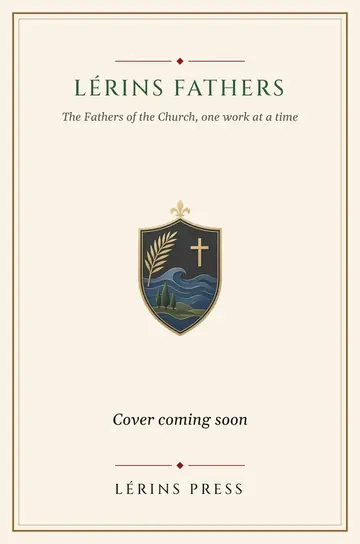 LÉRINS FATHERS
The Fathers of the Church, one work at a time
Cover coming soon
LÉRINS PRESS